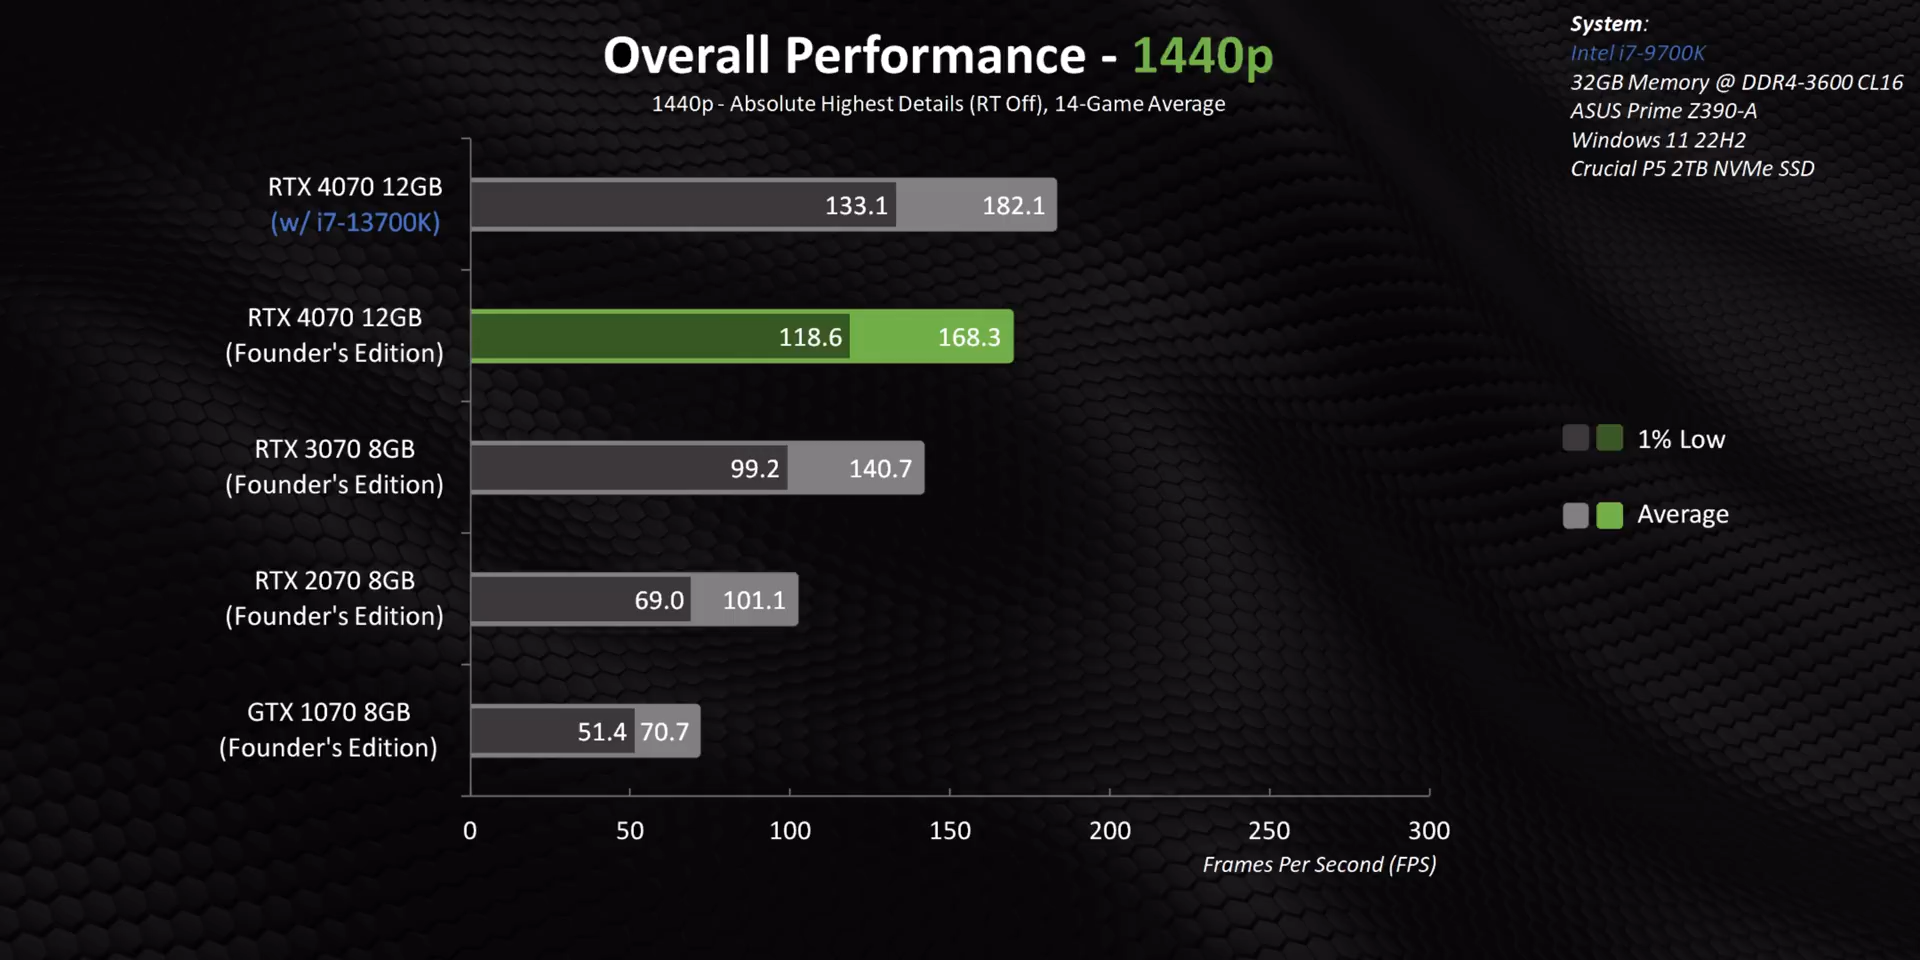 Overall Performance - 1440p
1440p - Absolute Highest Details (RT Off), 14-Game Average
System:
Intel i7-9700K
32GB Memory @ DDR4-3600 CL16
ASUS Prime Z390-A
Windows 11 22H2
Crucial P5 2TB NVMe SSD
RTX 4070 12GB
(w/ i7-13700K)
133.1 182.1
RTX 4070 12GB
(Founder's Edition)
118.6 168.3
RTX 3070 8GB
(Founder's Edition)
99.2 140.7
RTX 2070 8GB
(Founder's Edition)
69.0 101.1
GTX 1070 8GB
(Founder's Edition)
51.4 70.7
1% Low
Average
0 50 100 150 200 250 300
Frames Per Second (FPS)